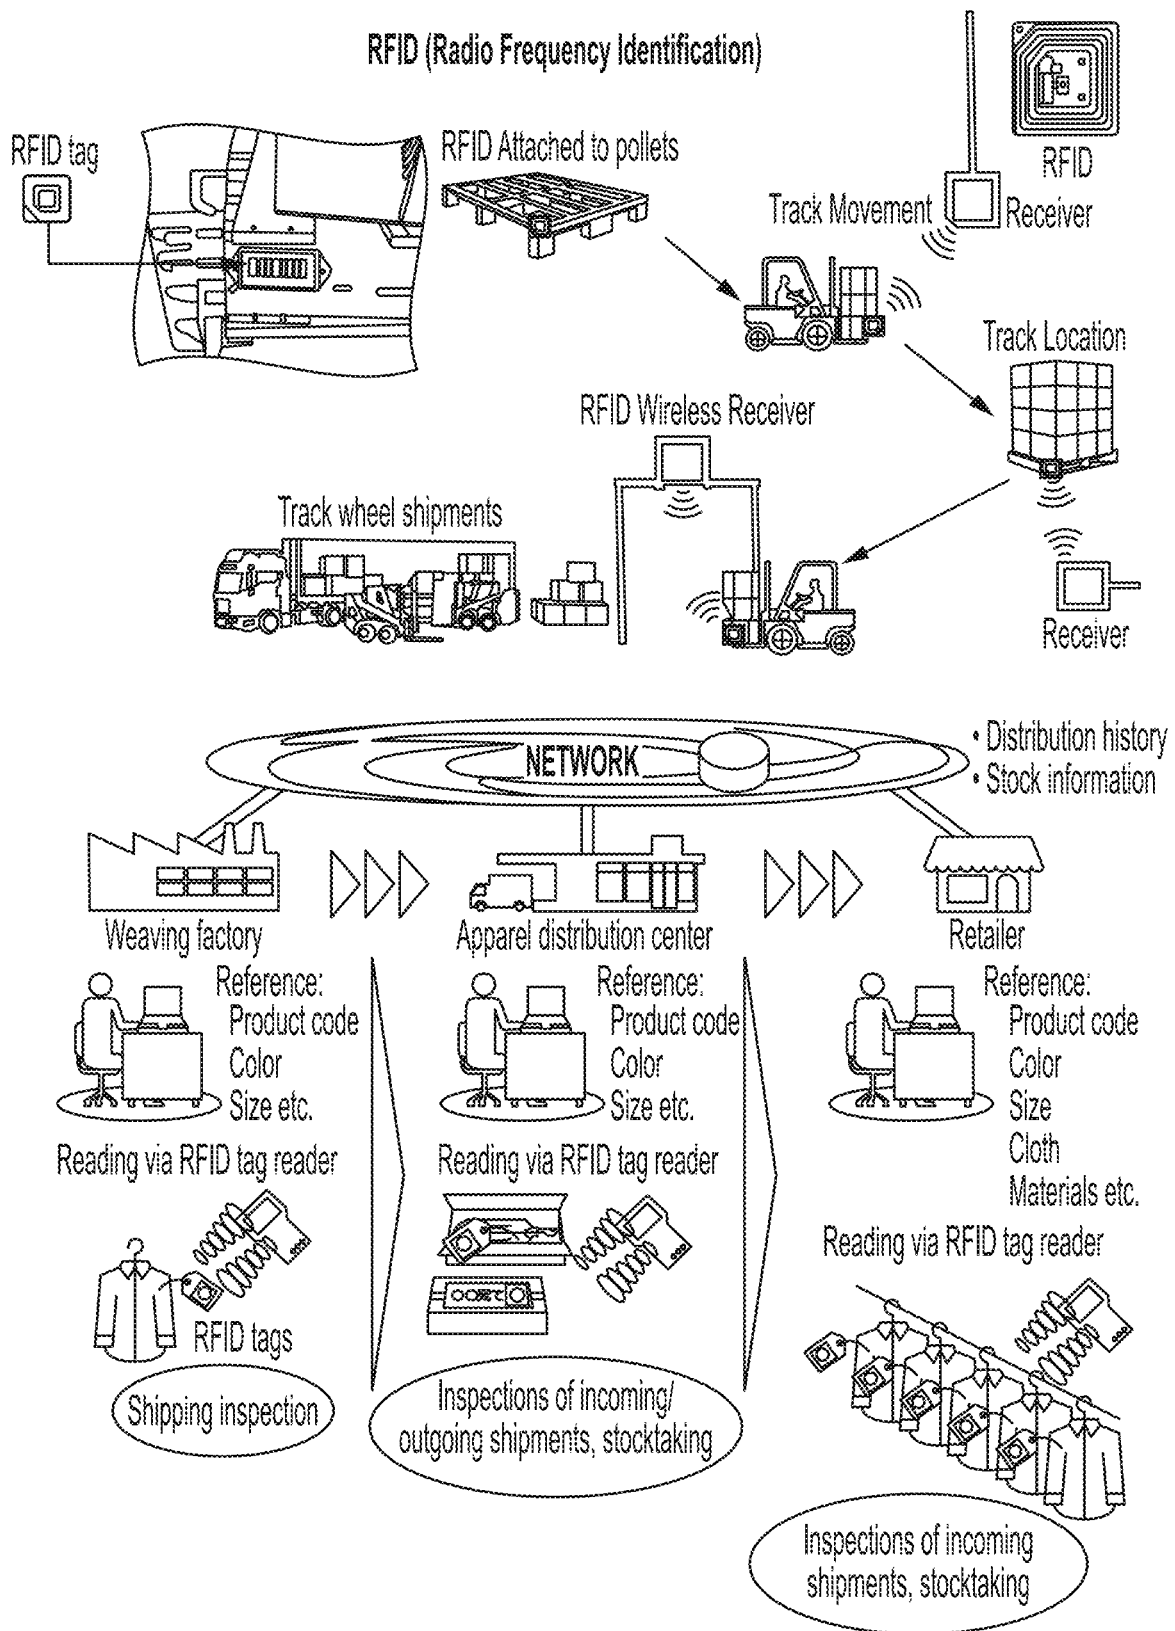 RFID (Radio Frequency Identification)
RFID tag
RFID Attached to pollets
RFID
Track Movement
Receiver
Track Location
RFID Wireless Receiver
Track wheel shipments
Receiver
NETWORK
• Distribution history
• Stock information
Weaving factory
Apparel distribution center
Retailer
Reference:
Product code
Color
Size etc.
Reading via RFID tag reader
RFID tags
Shipping inspection
Reference:
Product code
Color
Size etc.
Reading via RFID tag reader
Inspections of incoming/
outgoing shipments, stocktaking
Reference:
Product code
Color
Size
Cloth
Materials etc.
Reading via RFID tag reader
Inspections of incoming
shipments, stocktaking